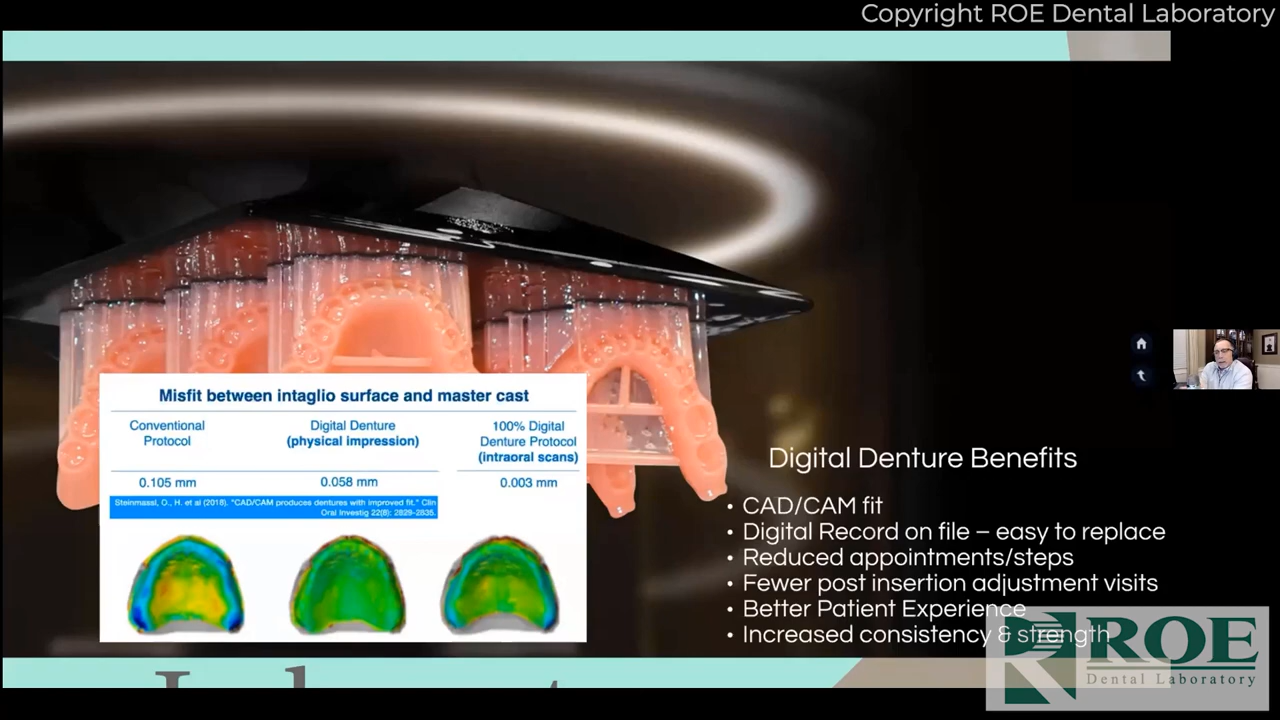 Copyright ROE Dental Laboratory
Misfit between intaglio surface and master cast
Conventional
Protocol
Digital Denture
(physical impression)
100% Digital
Denture Protocol
(intraoral scans)
0.105 mm
0.058 mm
0.003 mm
Steinmassl, O., H. et al (2018). "CAD/CAM produces dentures with improved fit." Clin
Oral Investig 22(8): 2829–2835.
Digital Denture Benefits
• CAD/CAM fit
• Digital Record on file – easy to replace
• Reduced appointments/steps
• Fewer post insertion adjustment visits
• Better Patient Experience
• Increased consistency & strength
ROE
Dental Laboratory